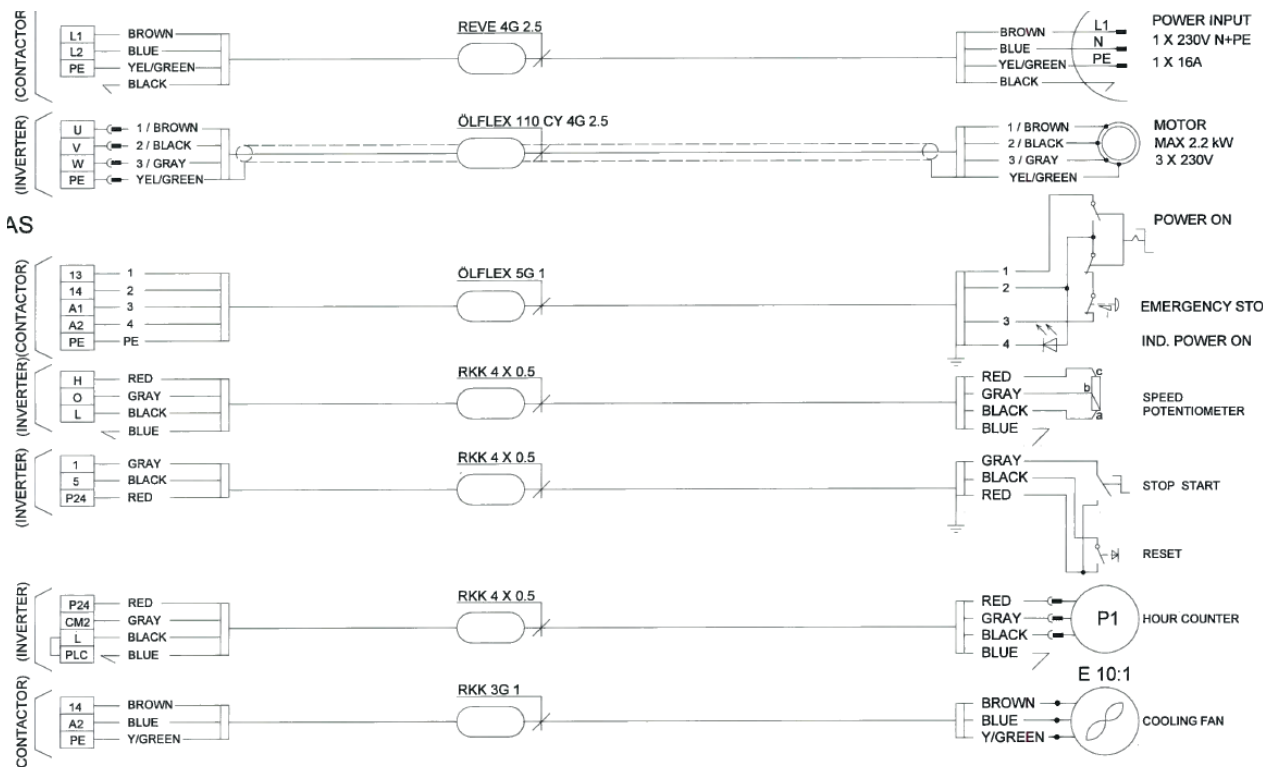 (CONTACTOR)
L1 BROWN
L2 BLUE
PE YEL/GREEN
BLACK
REVE 4G 2.5
BROWN L1
BLUE N
YEL/GREEN PE
BLACK
POWER INPUT
1 X 230V N+PE
1 X 16A
(INVERTER)
U 1 / BROWN
V 2 / BLACK
W 3 / GRAY
PE YEL/GREEN
ÖLFLEX 110 CY 4G 2.5
1 / BROWN
2 / BLACK
3 / GRAY
YEL/GREEN
MOTOR
MAX 2.2 kW
3 X 230V
AS
(CONTACTOR)
13 1
14 2
A1 3
A2 4
PE PE
ÖLFLEX 5G 1
1
2
3
4
POWER ON
EMERGENCY STO
IND. POWER ON
(INVERTER)
H RED
O GRAY
L BLACK
BLUE
RKK 4 X 0.5
RED c
GRAY b
BLACK a
BLUE
SPEED
POTENTIOMETER
(INVERTER)
1 GRAY
5 BLACK
P24 RED
RKK 4 X 0.5
GRAY
BLACK
RED
STOP START
RESET
(INVERTER)
P24 RED
CM2 GRAY
L BLACK
PLC BLUE
RKK 4 X 0.5
RED
GRAY
BLACK
BLUE
P1
HOUR COUNTER
CONTACTOR)
14 BROWN
A2 BLUE
PE Y/GREEN
RKK 3G 1
BROWN
BLUE
Y/GREEN
E 10:1
COOLING FAN